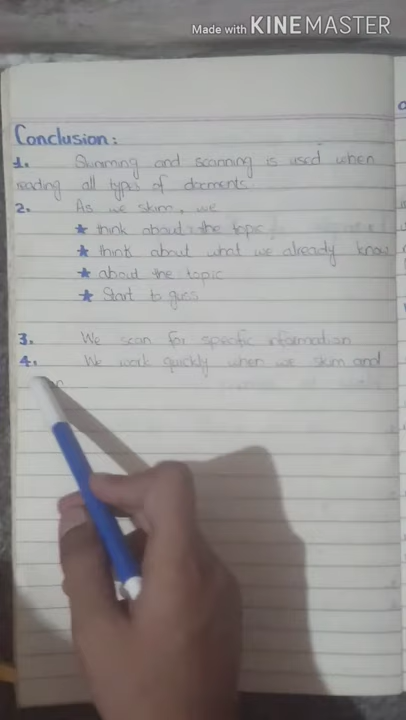 Made with KINEMASTER
Conclusion:
1. Skimming and scanning is used when
reading all types of docments.
2. As we skim, we
★ think about the topic
★ think about what we already know
★ about the topic
★ Start to guss
3. We scan for specific information
4. We work quickly when we skim and